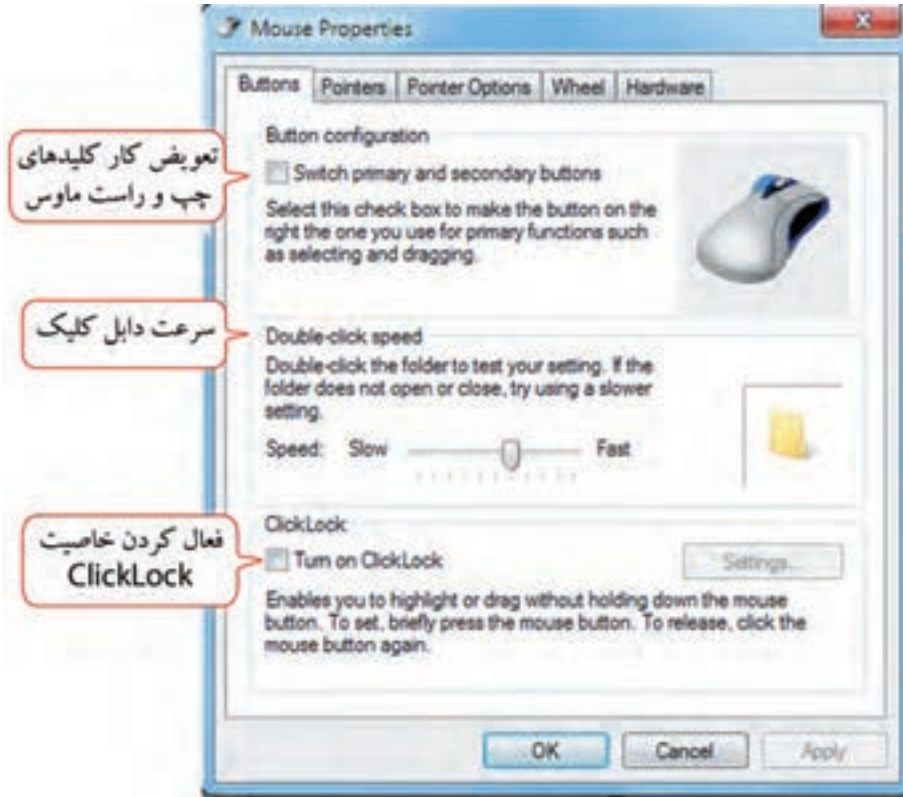 Mouse Properties
Buttons Pointers Pointer Options Wheel Hardware
Button configuration
Switch primary and secondary buttons
Select this check box to make the button on the
right the one you use for primary functions such
as selecting and dragging.
تعویض کار کلیدهای
چپ و راست ماوس
Double-click speed
Double-click the folder to test your setting. If the
folder does not open or close, try using a slower
setting.
Speed: Slow Fast
سرعت دابل کلیک
ClickLock
Turn on ClickLock
Settings...
Enables you to highlight or drag without holding down the mouse
button. To set, briefly press the mouse button. To release, click the
mouse button again.
فعال کردن خاصیت
ClickLock
OK Cancel Apply